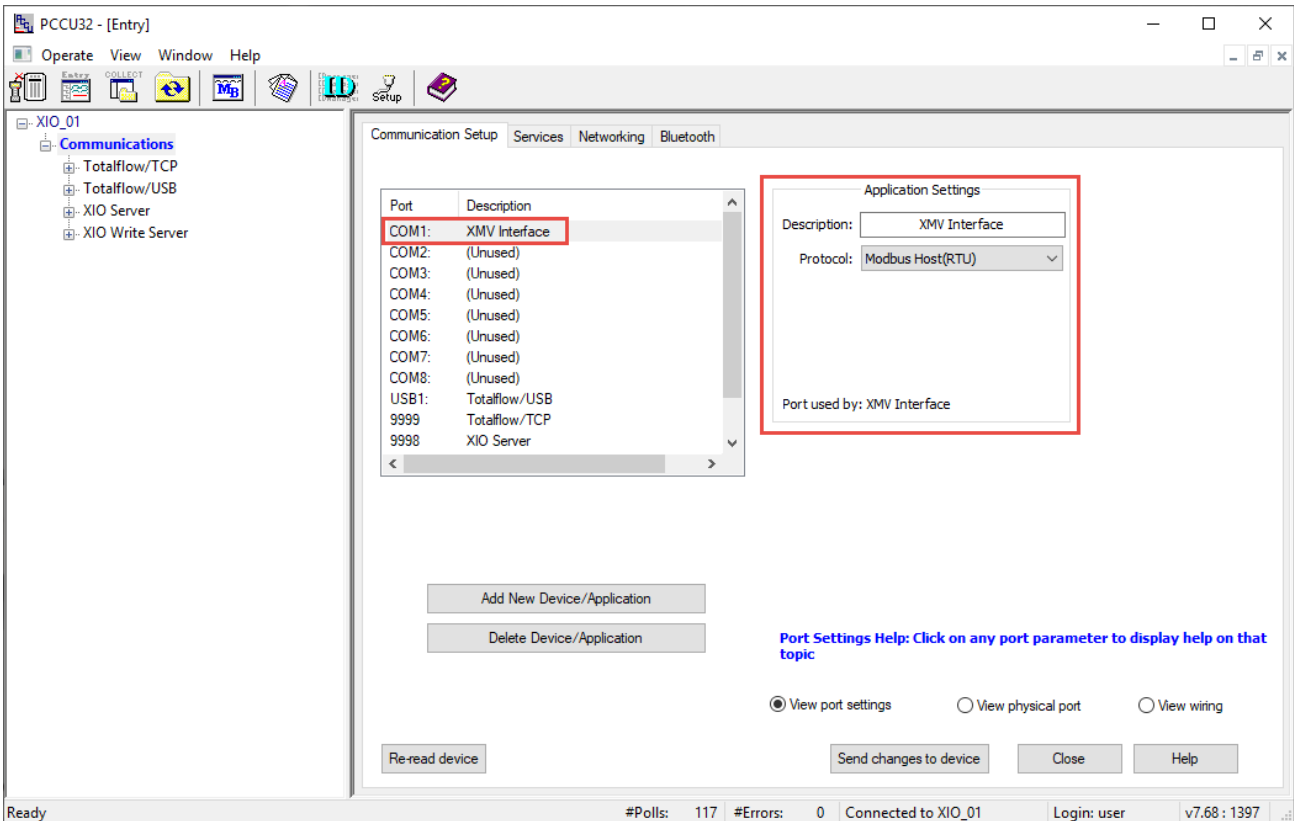 PCCU32 - [Entry]
Operate View Window Help
Entry COLLECT MB ID Setup
XIO_01
Communications
Totalflow/TCP
Totalflow/USB
XIO Server
XIO Write Server
Communication Setup Services Networking Bluetooth
Port Description
COM1: XMV Interface
COM2: (Unused)
COM3: (Unused)
COM4: (Unused)
COM5: (Unused)
COM6: (Unused)
COM7: (Unused)
COM8: (Unused)
USB1: Totalflow/USB
9999 Totalflow/TCP
9998 XIO Server
Application Settings
Description: XMV Interface
Protocol: Modbus Host(RTU)
Port used by: XMV Interface
Add New Device/Application
Delete Device/Application
Port Settings Help: Click on any port parameter to display help on that
topic
View port settings View physical port View wiring
Re-read device Send changes to device Close Help
Ready #Polls: 117 #Errors: 0 Connected to XIO_01 Login: user v7.68 : 1397